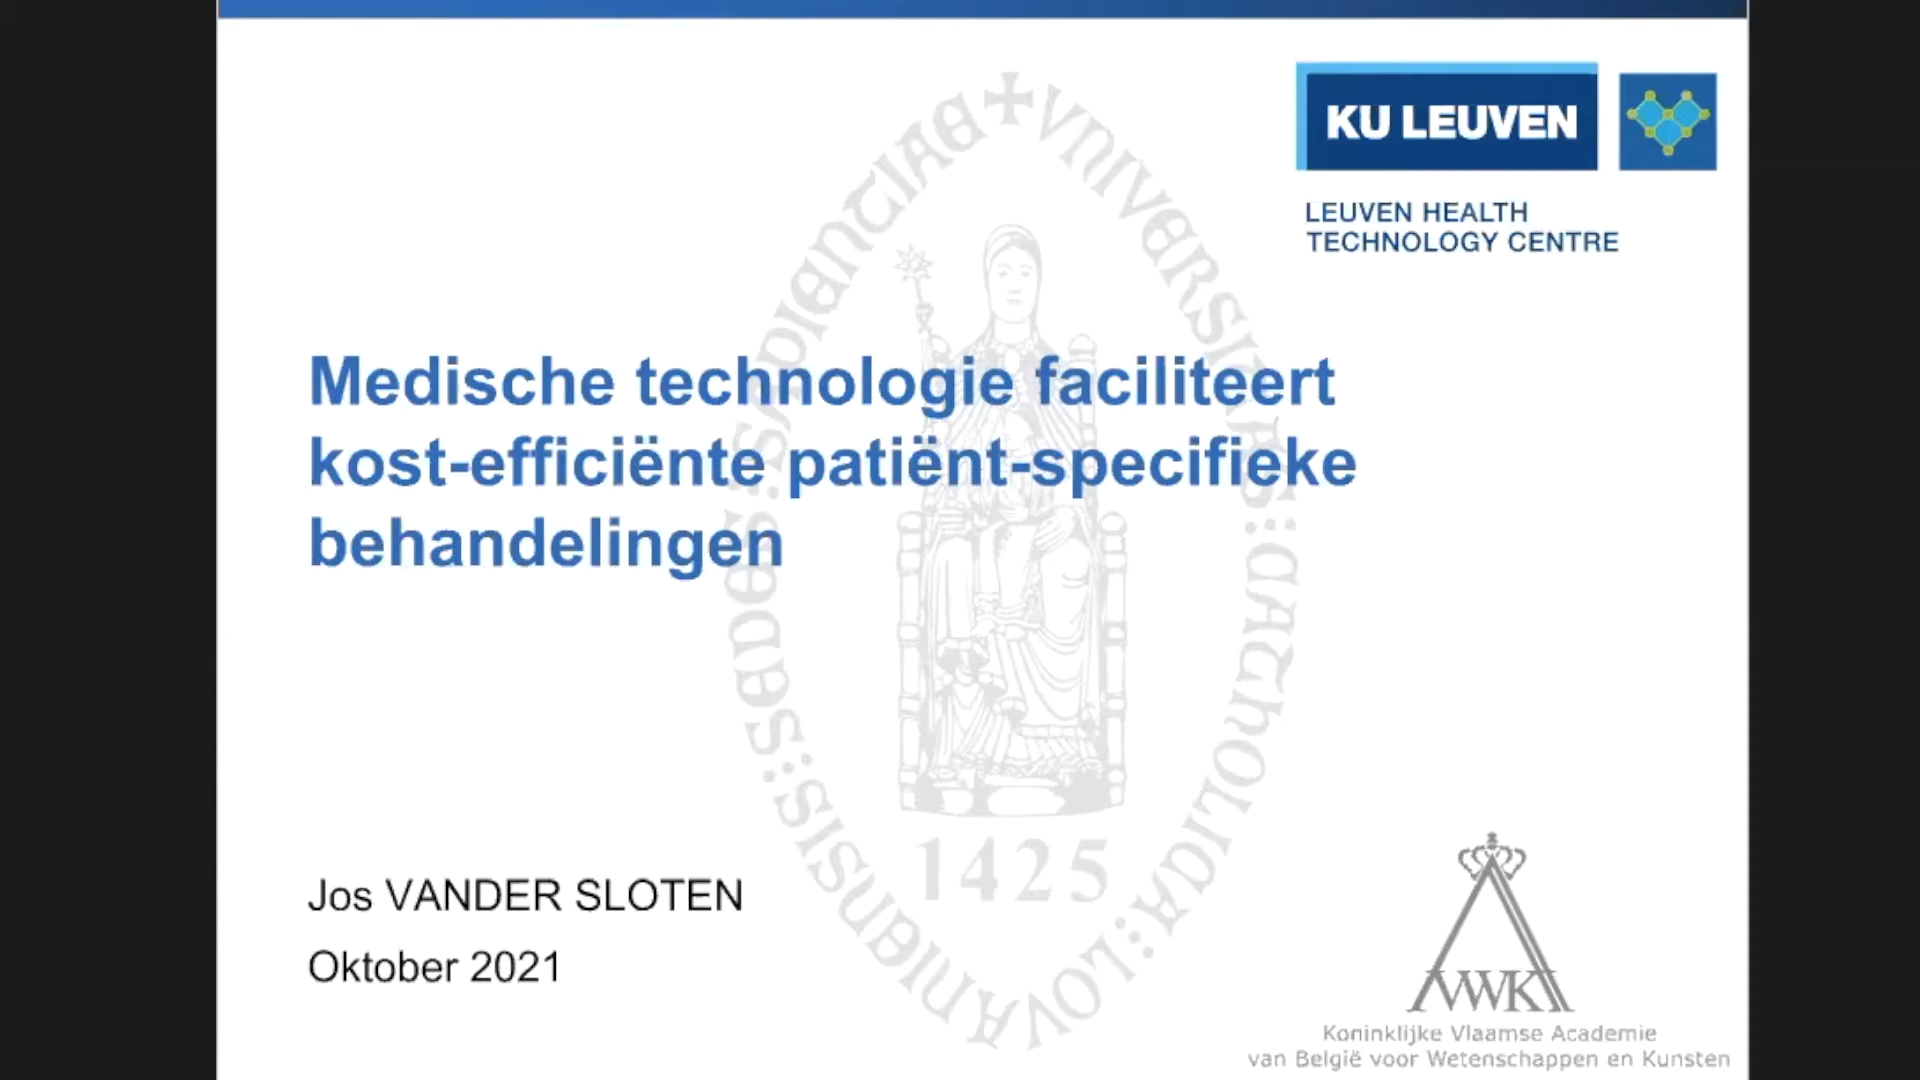 KU LEUVEN
LEUVEN HEALTH
TECHNOLOGY CENTRE
Medische technologie faciliteert
kost-efficiënte patiënt-specifieke
behandelingen
1425
Jos VANDER SLOTEN
Oktober 2021
Koninklijke Vlaamse Academie
van België voor Wetenschappen en Kunsten